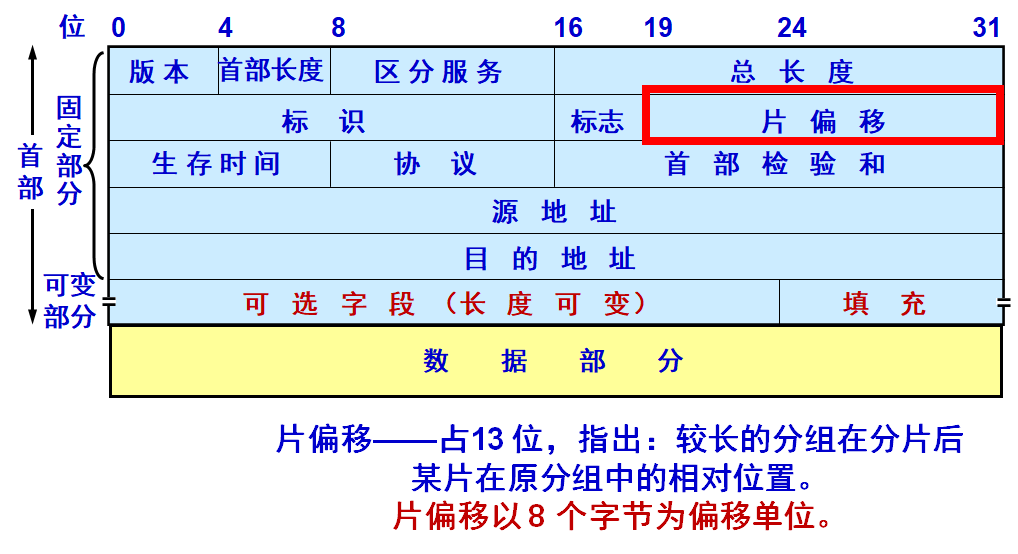 位 0 4 8 16 19 24 31
版本 首部长度 区分服务 总长度
标识 标志 片偏移
生存时间 协议 首部检验和
源地址
目的地址
可选字段（长度可变） 填充
数据部分
首部
固定部分
可变部分
片偏移——占13 位，指出：较长的分组在分片后
某片在原分组中的相对位置。
片偏移以8 个字节为偏移单位。